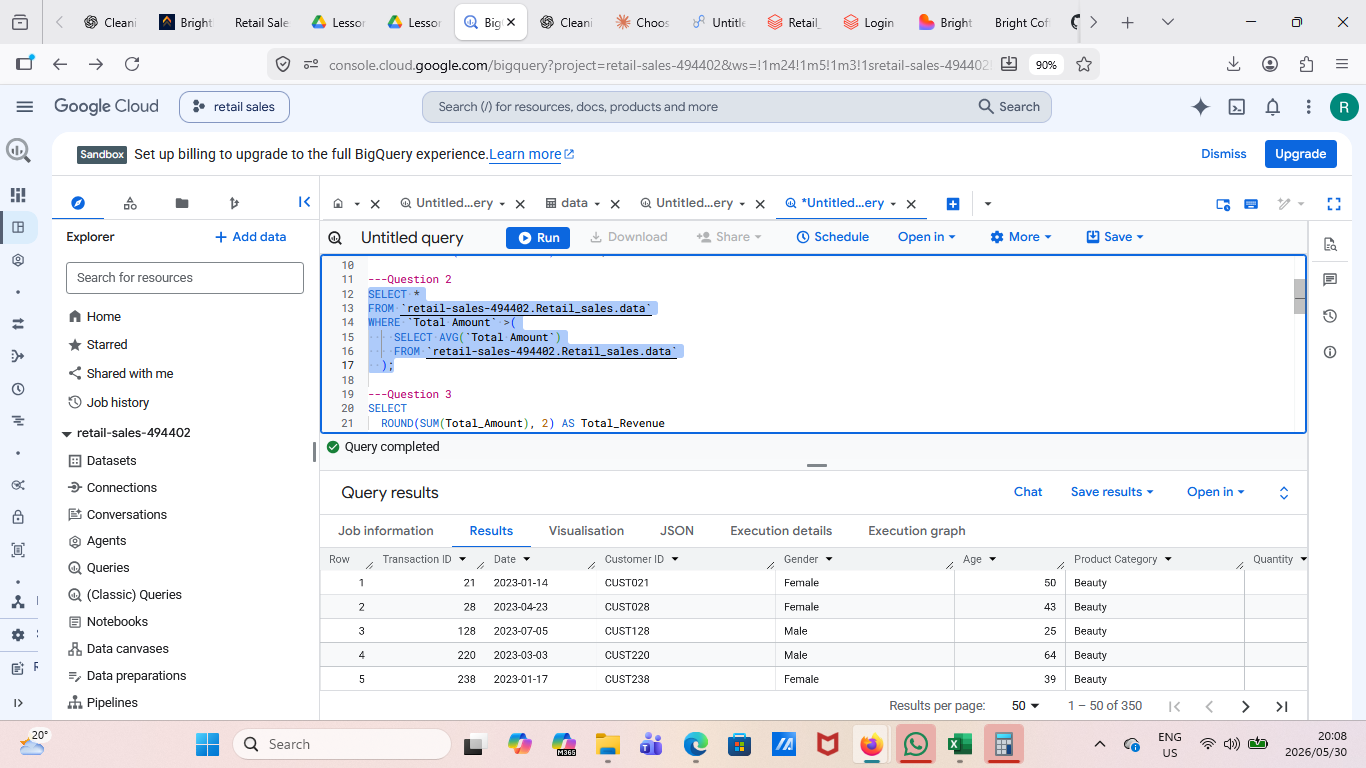 Cleani
Bright
Retail Sale
Lesson
Lesson
Big
Cleani
Choos
Untitle
Retail_
Login
Bright
Bright Cof
console.cloud.google.com/bigquery?project=retail-sales-494402&ws=!1m24!1m5!1m3!1sretail-sales-494402
90%
Google Cloud
retail sales
Search (/) for resources, docs, products and more
Search
R
Sandbox
Set up billing to upgrade to the full BigQuery experience. Learn more
Dismiss
Upgrade
Untitled...ery
data
Untitled...ery
*Untitled...ery
Explorer
+ Add data
Untitled query
Run
Download
Share
Schedule
Open in
More
Save
Search for resources
Home
Starred
Shared with me
Job history
retail-sales-494402
Datasets
Connections
Conversations
Agents
Queries
(Classic) Queries
Notebooks
Data canvases
Data preparations
Pipelines
10
11 ---Question 2
12 SELECT *
13 FROM `retail-sales-494402.Retail_sales.data`
14 WHERE `Total Amount` >(
15 SELECT AVG(`Total Amount`)
16 FROM `retail-sales-494402.Retail_sales.data`
17 );
18
19 ---Question 3
20 SELECT
21 ROUND(SUM(Total_Amount), 2) AS Total_Revenue
Query completed
Query results
Chat
Save results
Open in
Job information
Results
Visualisation
JSON
Execution details
Execution graph
Row Transaction ID Date Customer ID Gender Age Product Category Quantity
1 21 2023-01-14 CUST021 Female 50 Beauty
2 28 2023-04-23 CUST028 Female 43 Beauty
3 128 2023-07-05 CUST128 Male 25 Beauty
4 220 2023-03-03 CUST220 Male 64 Beauty
5 238 2023-01-17 CUST238 Female 39 Beauty
Results per page: 50 1 – 50 of 350
20°
Search
M365
ENG
US
20:08
2026/05/30